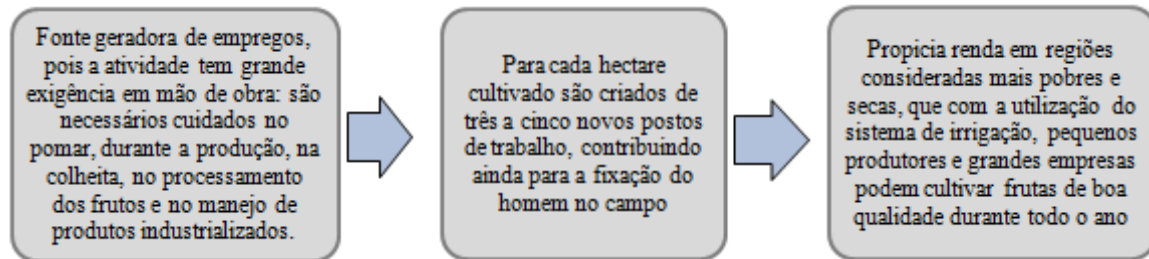 Fonte geradora de empregos,
pois a atividade tem grande
exigência em mão de obra: são
necessários cuidados no
pomar, durante a produção, na
colheita, no processamento
dos frutos e no manejo de
produtos industrializados.
Para cada hectare
cultivado são criados de
três a cinco novos postos
de trabalho, contribuindo
ainda para a fixação do
homem no campo
Propicia renda em regiões
consideradas mais pobres e
secas, que com a utilização do
sistema de irrigação, pequenos
produtores e grandes empresas
podem cultivar frutas de boa
qualidade durante todo o ano